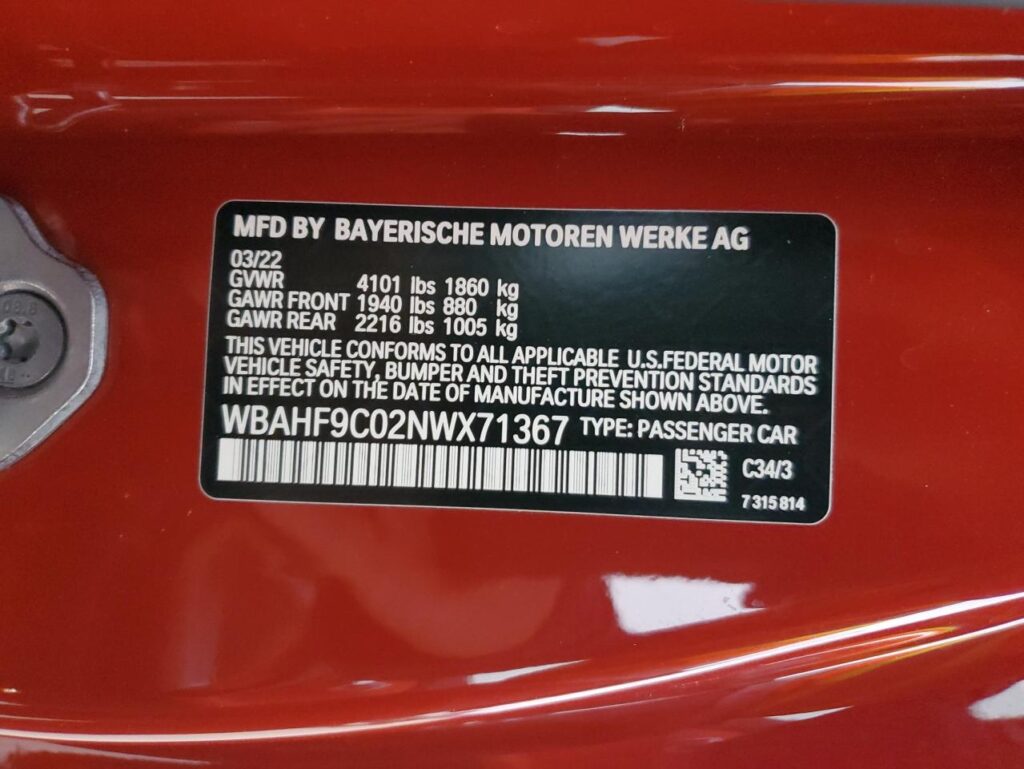 MFD BY BAYERISCHE MOTOREN WERKE AG
03/22
GVWR 4101 lbs 1860 kg
GAWR FRONT 1940 lbs 880 kg
GAWR REAR 2216 lbs 1005 kg
THIS VEHICLE CONFORMS TO ALL APPLICABLE U.S.FEDERAL MOTOR
VEHICLE SAFETY, BUMPER AND THEFT PREVENTION STANDARDS
IN EFFECT ON THE DATE OF MANUFACTURE SHOWN ABOVE.
WBAHF9C02NWX71367 TYPE: PASSENGER CAR
C34/3
7 315 814